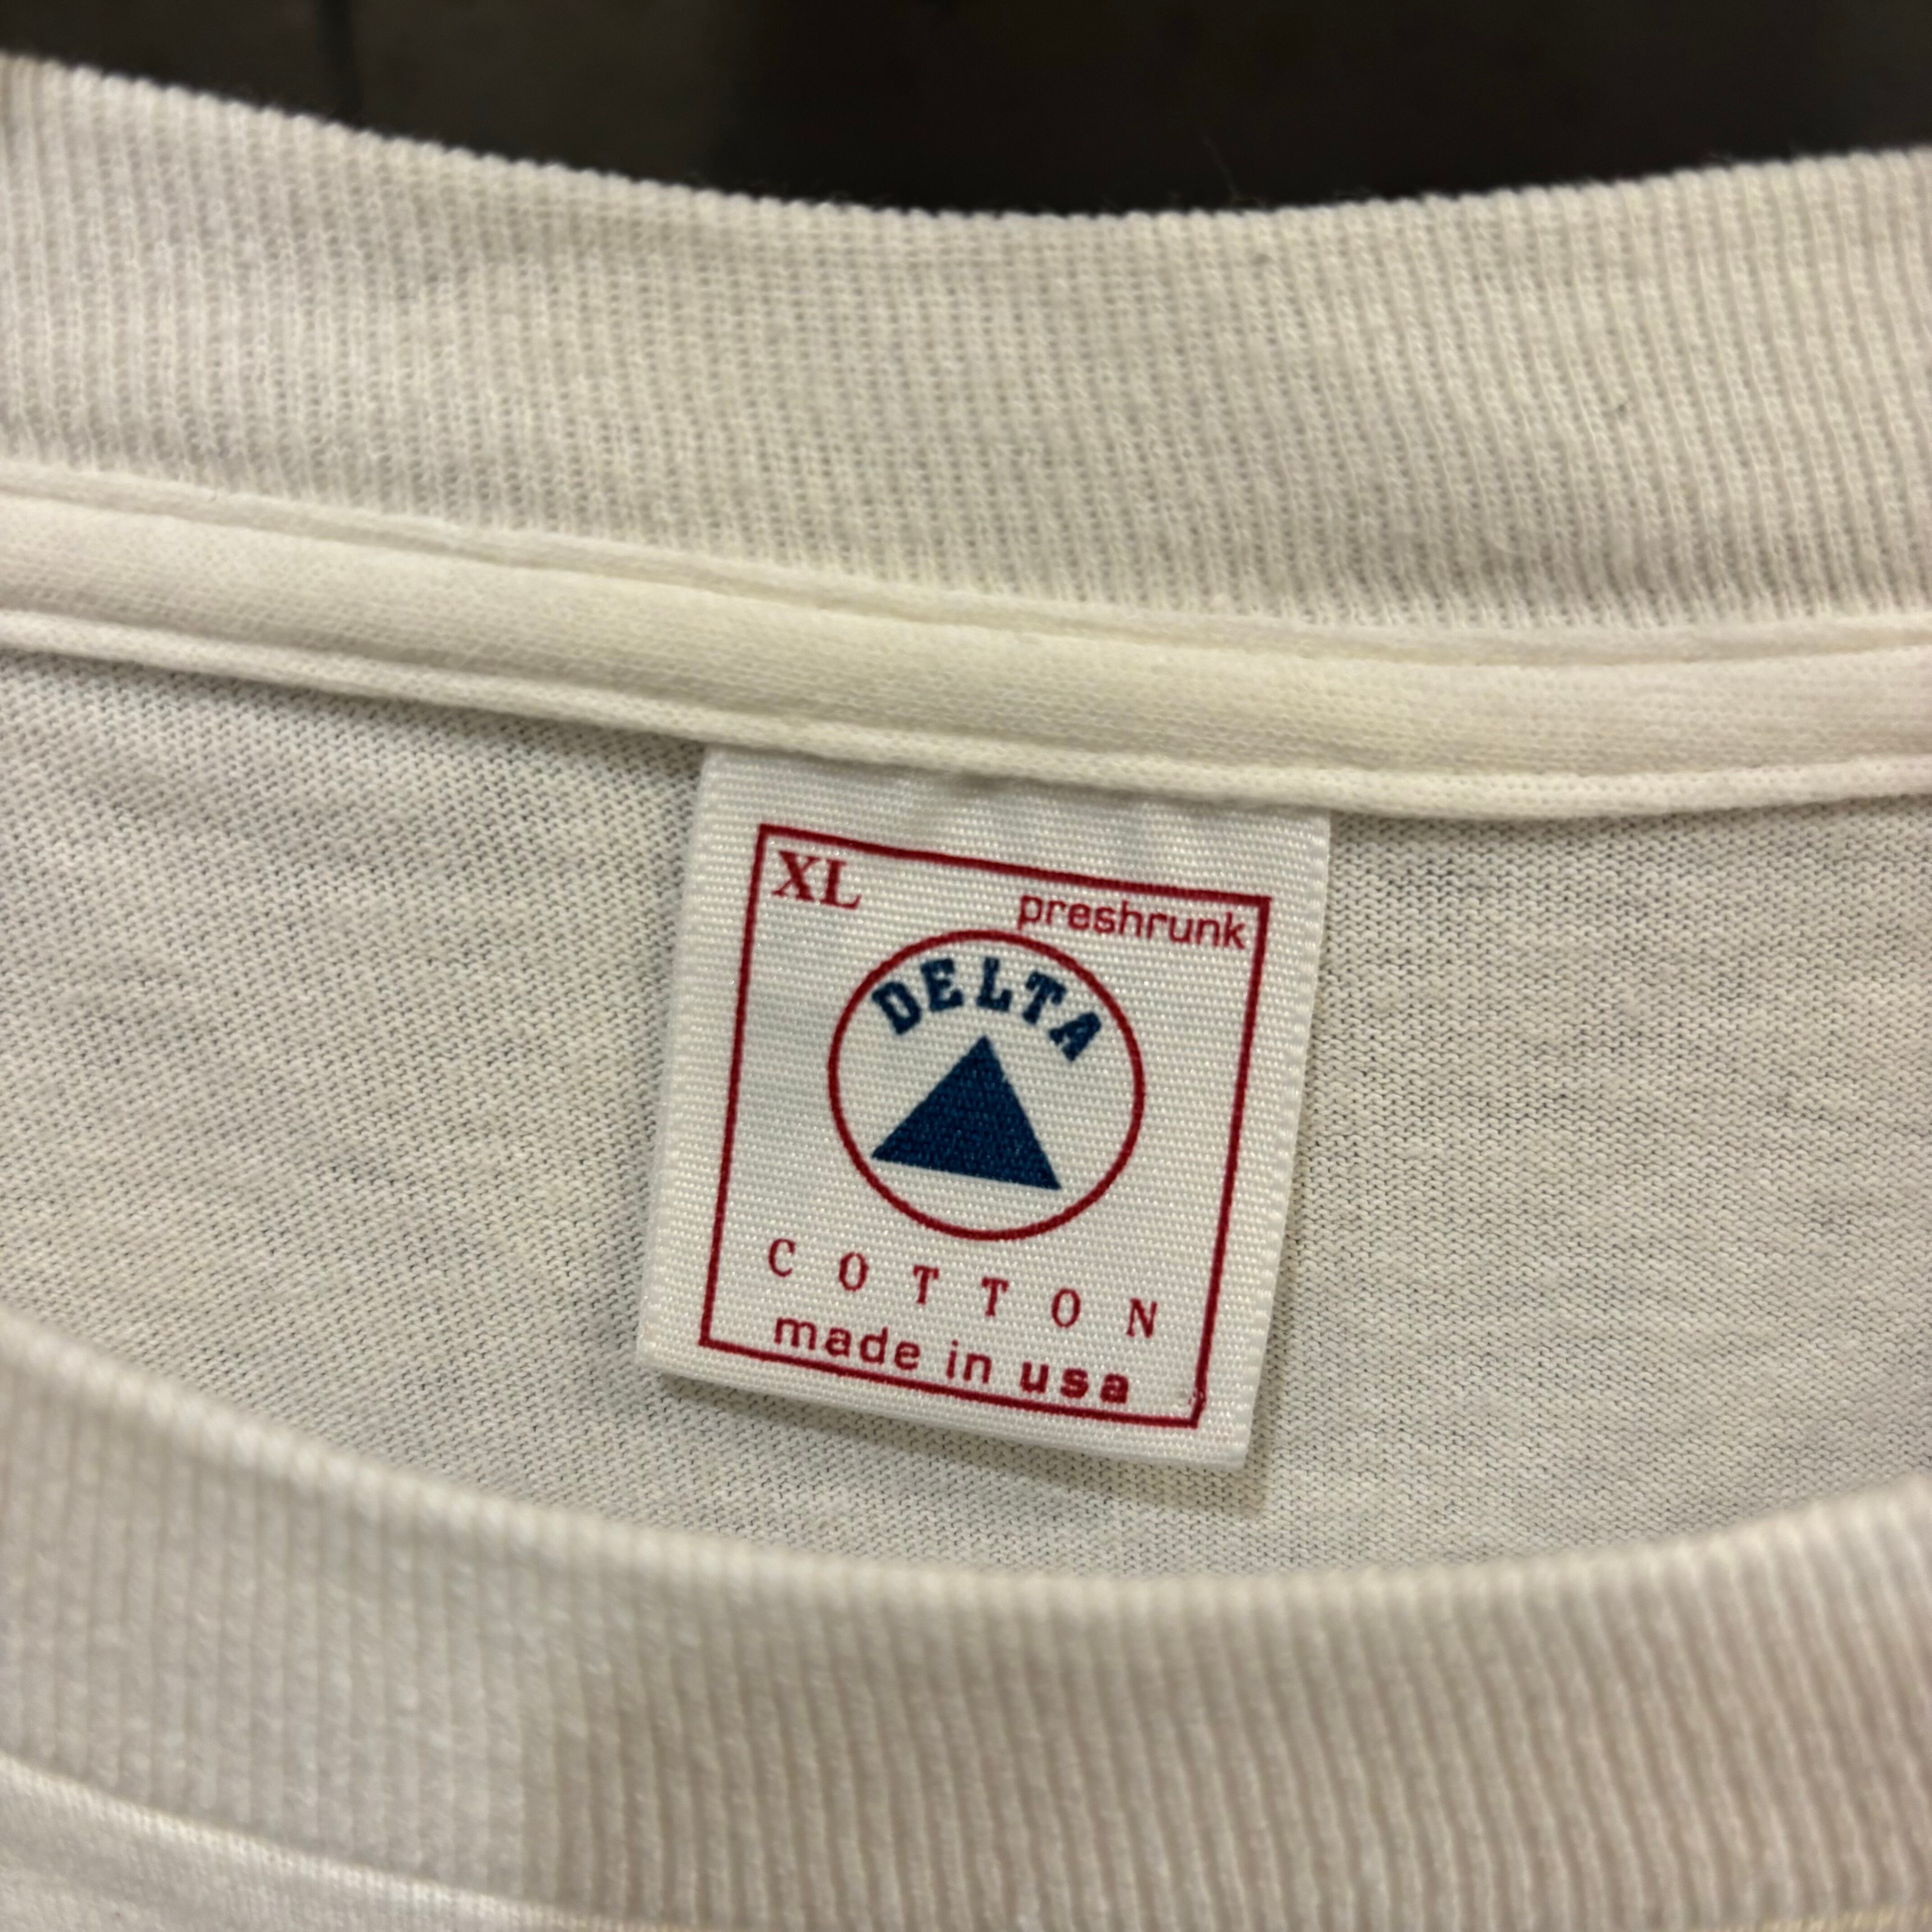 XL
preshrunk
DELTA
COTTON
made in usa